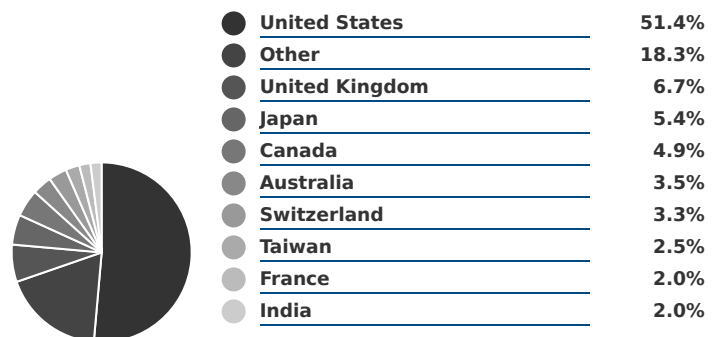 United States 51.4%
Other 18.3%
United Kingdom 6.7%
Japan 5.4%
Canada 4.9%
Australia 3.5%
Switzerland 3.3%
Taiwan 2.5%
France 2.0%
India 2.0%